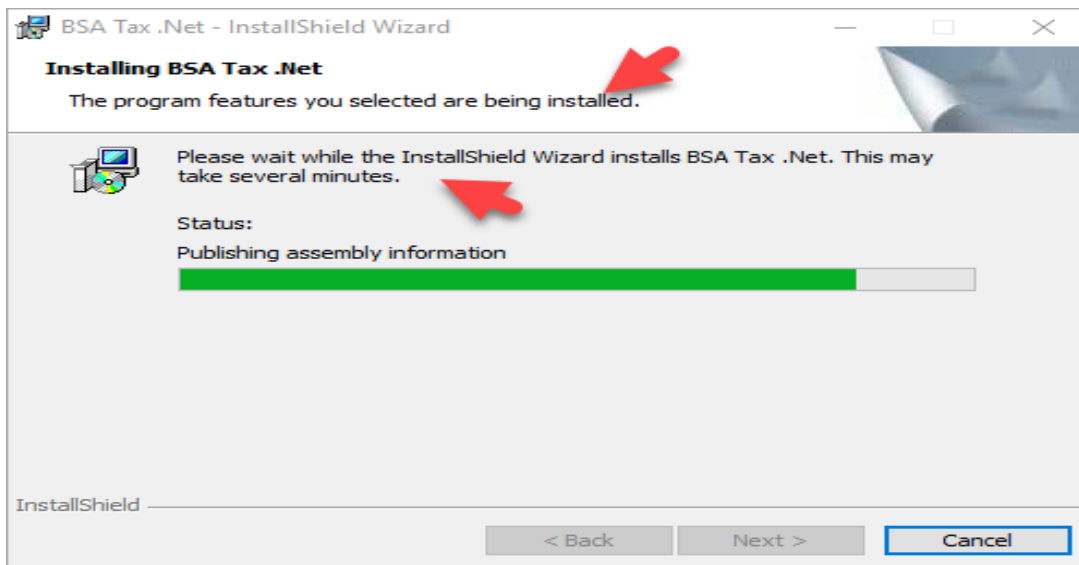 BSA Tax .Net - InstallShield Wizard
Installing BSA Tax .Net
The program features you selected are being installed.
Please wait while the InstallShield Wizard installs BSA Tax .Net. This may
take several minutes.
Status:
Publishing assembly information
InstallShield
< Back
Next >
Cancel